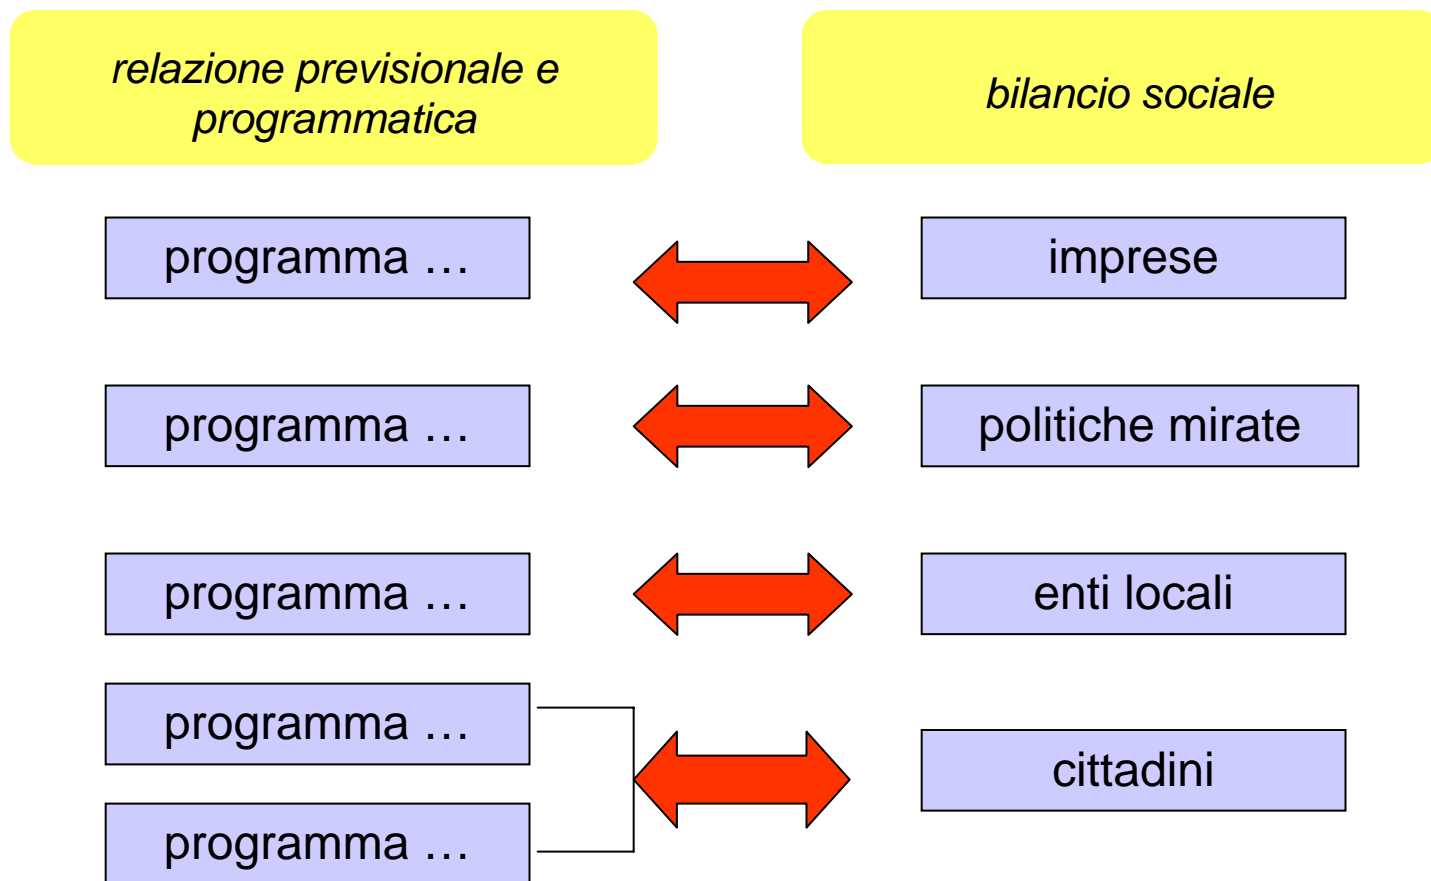 relazione previsionale e
programmatica
bilancio sociale
programma …
imprese
programma …
politiche mirate
programma …
enti locali
programma …
cittadini
programma …